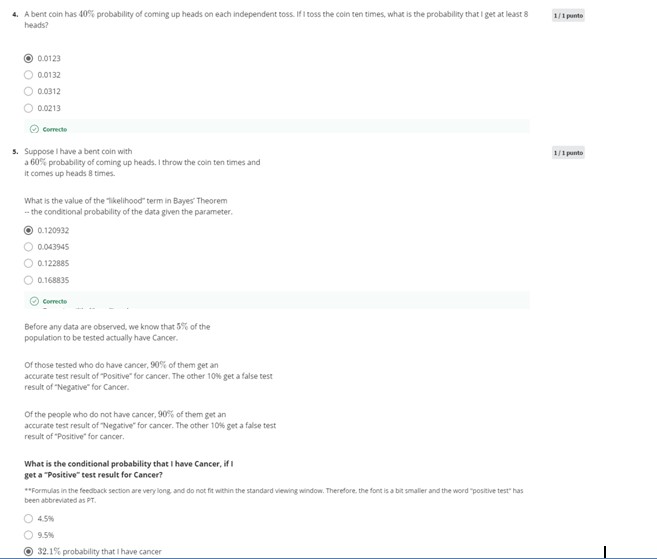 4. A bent coin has 40% probability of coming up heads on each independent toss. If I toss the coin ten times, what is the probability that I get at least 8
heads?
1 / 1 punto
0.0123
0.0132
0.0312
0.0213
Correcto
5. Suppose I have a bent coin with
a 60% probability of coming up heads. I throw the coin ten times and
it comes up heads 8 times.
1 / 1 punto
What is the value of the "likelihood" term in Bayes' Theorem
-- the conditional probability of the data given the parameter.
0.120932
0.043945
0.122885
0.168835
Correcto
Before any data are observed, we know that 5% of the
population to be tested actually have Cancer.
Of those tested who do have cancer, 90% of them get an
accurate test result of "Positive" for cancer. The other 10% get a false test
result of "Negative" for Cancer.
Of the people who do not have cancer, 90% of them get an
accurate test result of "Negative" for cancer. The other 10% get a false test
result of "Positive" for cancer.
What is the conditional probability that I have Cancer, if I
get a "Positive" test result for Cancer?
**Formulas in the feedback section are very long, and do not fit within the standard viewing window. Therefore, the font is a bit smaller and the word "positive test" has
been abbreviated as PT.
4.5%
9.5%
32.1% probability that I have cancer